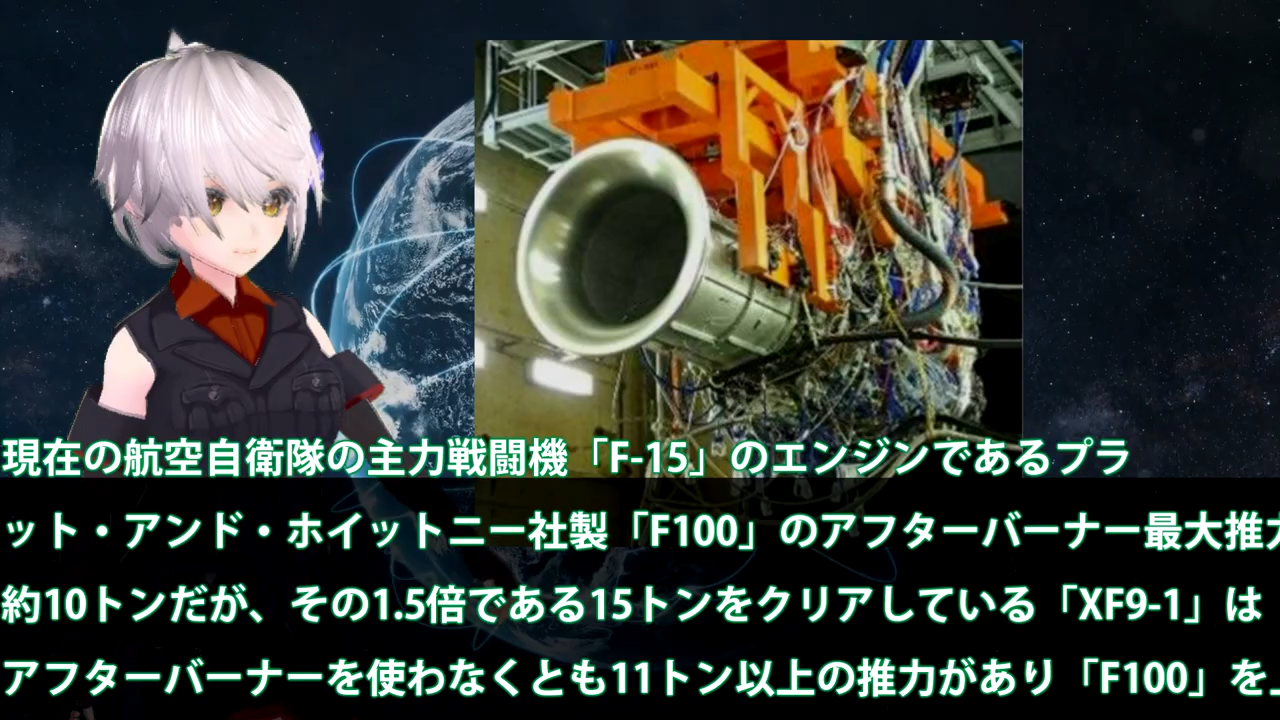 現在の航空自衛隊の主力戦闘機「F-15」のエンジンであるプラ
ット・アンド・ホイットニー社製「F100」のアフターバーナー最大推力
約10トンだが、その1.5倍である15トンをクリアしている「XF9-1」は
アフターバーナーを使わなくとも11トン以上の推力があり「F100」を上